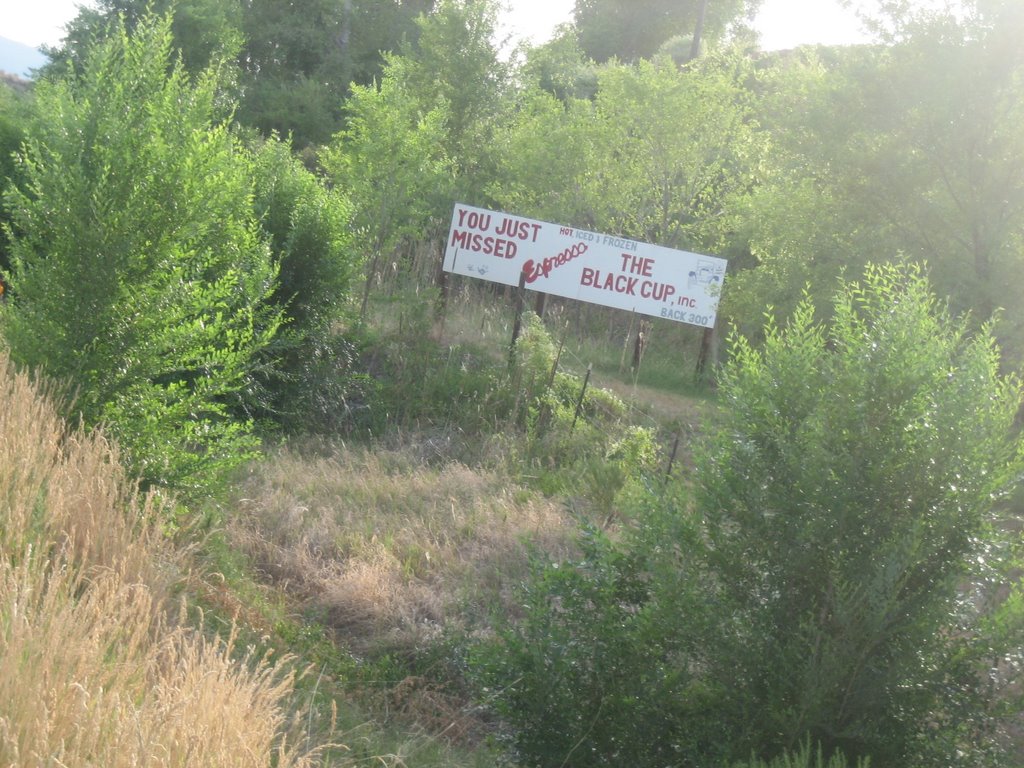 YOU JUST
MISSED
HOT ICED & FROZEN
Espresso
THE
BLACK CUP, INC.
BACK 300'